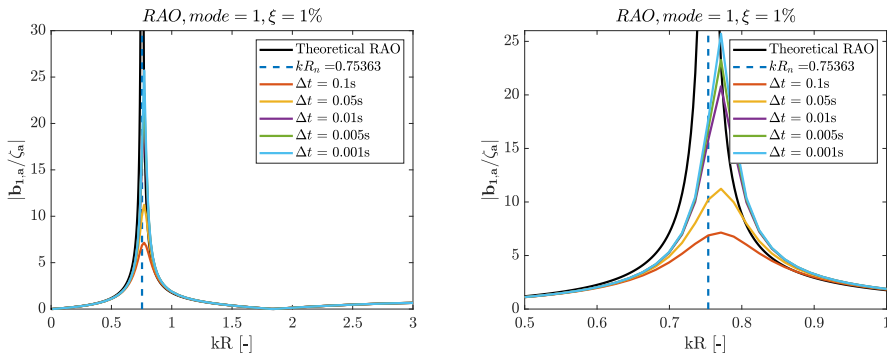 RAO, mode = 1, ξ = 1%
30
25
20
15
10
5
0
|b1,a/ζa|
0
0.5
1
1.5
2
2.5
3
kR [-]
Theoretical RAO
kRn =0.75363
Δt = 0.1s
Δt = 0.05s
Δt = 0.01s
Δt = 0.005s
Δt = 0.001s
RAO, mode = 1, ξ = 1%
25
20
15
10
5
0
|b1,a/ζa|
0.5
0.6
0.7
0.8
0.9
1
kR [-]
Theoretical RAO
kRn =0.75363
Δt = 0.1s
Δt = 0.05s
Δt = 0.01s
Δt = 0.005s
Δt = 0.001s